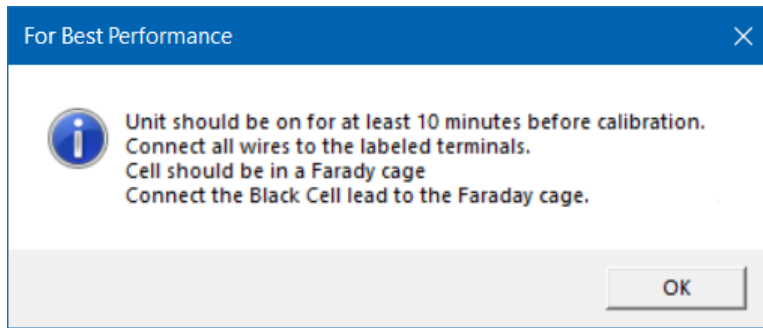 For Best Performance
Unit should be on for at least 10 minutes before calibration.
Connect all wires to the labeled terminals.
Cell should be in a Farady cage
Connect the Black Cell lead to the Faraday cage.
OK